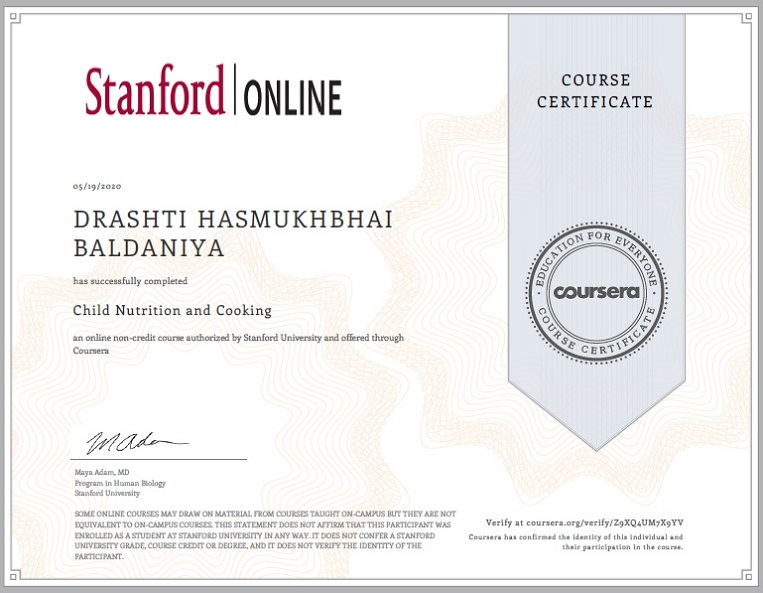 Stanford | ONLINE
COURSE
CERTIFICATE
05/19/2020
DRASHTI HASMUKHBHAI
BALDANIYA
has successfully completed
Child Nutrition and Cooking
an online non-credit course authorized by Stanford University and offered through
Coursera
EDUCATION FOR EVERYONE
coursera
COURSE CERTIFICATE
M Adam
Maya Adam, MD
Program in Human Biology
Stanford University
SOME ONLINE COURSES MAY DRAW ON MATERIAL FROM COURSES TAUGHT ON-CAMPUS BUT THEY ARE NOT
EQUIVALENT TO ON-CAMPUS COURSES. THIS STATEMENT DOES NOT AFFIRM THAT THIS PARTICIPANT WAS
ENROLLED AS A STUDENT AT STANFORD UNIVERSITY IN ANY WAY. IT DOES NOT CONFER A STANFORD
UNIVERSITY GRADE, COURSE CREDIT OR DEGREE, AND IT DOES NOT VERIFY THE IDENTITY OF THE
PARTICIPANT.
Verify at coursera.org/verify/Z9XQ4UM7X9YV
Coursera has confirmed the identity of this individual and
their participation in the course.